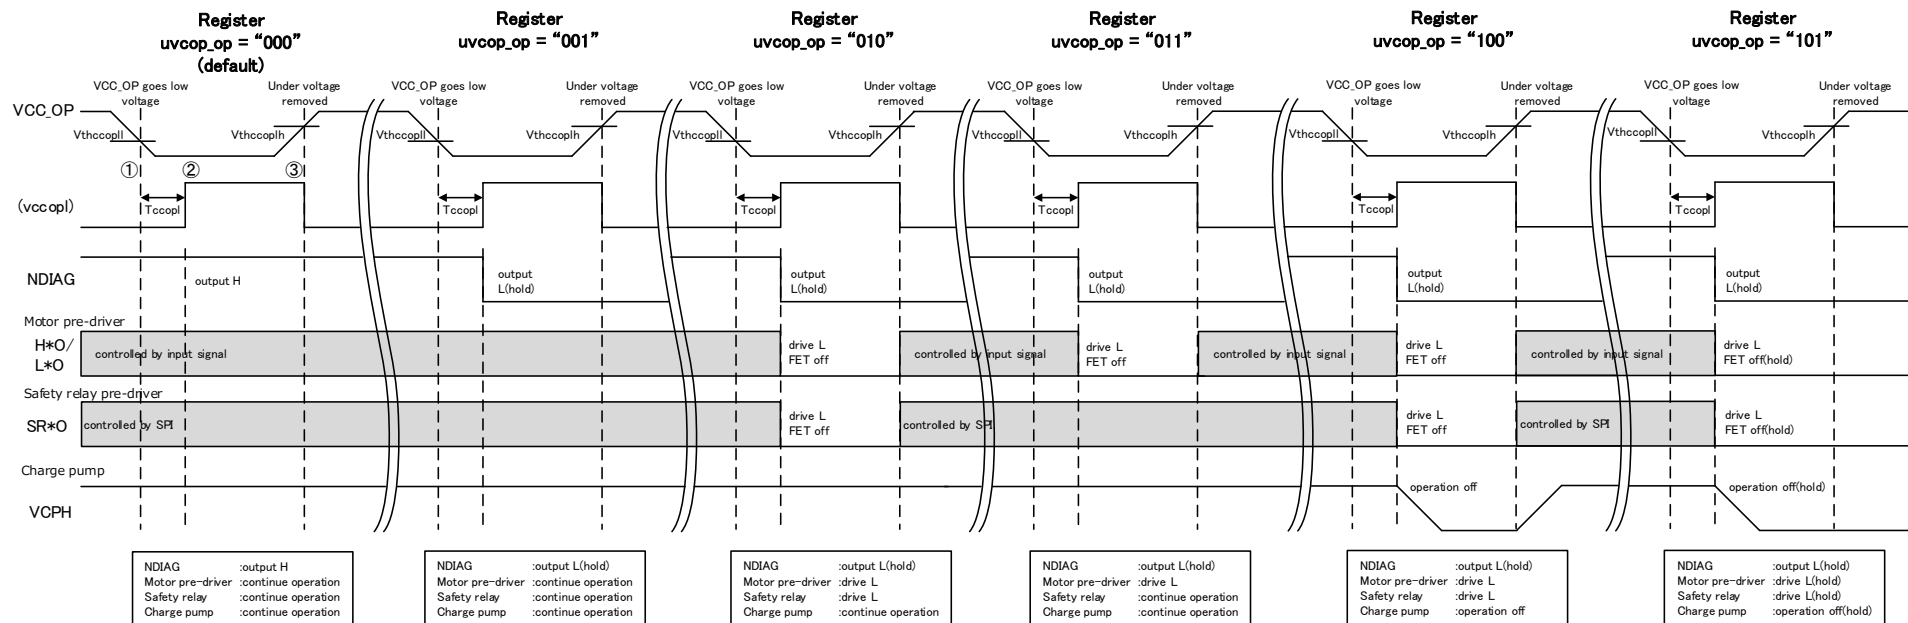 Register
uvcop_op = “000”
(default)
Register
uvcop_op = “001”
Register
uvcop_op = “010”
Register
uvcop_op = “011”
Register
uvcop_op = “100”
Register
uvcop_op = “101”
VCC_OP goes low
voltage
Under voltage
removed
VCC_OP goes low
voltage
Under voltage
removed
VCC_OP goes low
voltage
Under voltage
removed
VCC_OP goes low
voltage
Under voltage
removed
VCC_OP goes low
voltage
Under voltage
removed
VCC_OP goes low
voltage
Under voltage
removed
VCC_OP
Vthccopll
Vthccoplh
Vthccopll
Vthccoplh
Vthccopll
Vthccoplh
Vthccopll
Vthccoplh
Vthccopll
Vthccoplh
Vthccopll
Vthccoplh
① ② ③
(vccopl)
Tccopl
Tccopl
Tccopl
Tccopl
Tccopl
Tccopl
NDIAG
output H
output
L(hold)
output
L(hold)
output
L(hold)
output
L(hold)
output
L(hold)
Motor pre-driver
H*O/
L*O
controlled by input signal
drive L
FET off
controlled by input signal
drive L
FET off
controlled by input signal
drive L
FET off
controlled by input signal
drive L
FET off(hold)
Safety relay pre-driver
SR*O
controlled by SPI
drive L
FET off
controlled by SPI
drive L
FET off
controlled by SPI
drive L
FET off(hold)
Charge pump
VCPH
operation off
operation off(hold)
NDIAG :output H
Motor pre-driver :continue operation
Safety relay :continue operation
Charge pump :continue operation
NDIAG :output L(hold)
Motor pre-driver :continue operation
Safety relay :continue operation
Charge pump :continue operation
NDIAG :output L(hold)
Motor pre-driver :drive L
Safety relay :drive L
Charge pump :continue operation
NDIAG :output L(hold)
Motor pre-driver :drive L
Safety relay :continue operation
Charge pump :continue operation
NDIAG :output L(hold)
Motor pre-driver :drive L
Safety relay :drive L
Charge pump :operation off
NDIAG :output L(hold)
Motor pre-driver :drive L(hold)
Safety relay :drive L(hold)
Charge pump :operation off(hold)